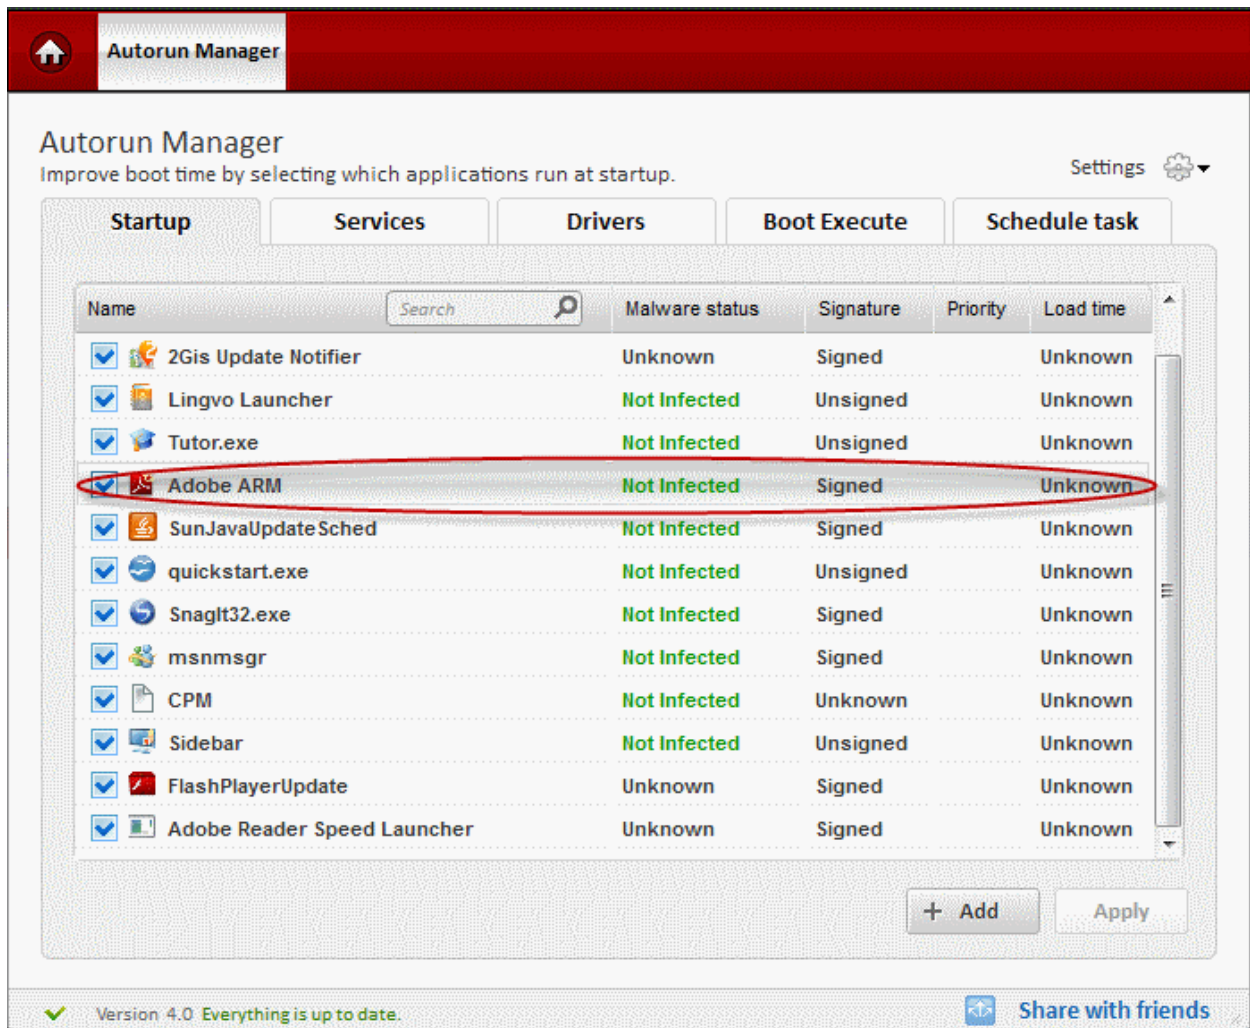 Autorun Manager
Autorun Manager
Improve boot time by selecting which applications run at startup.
Settings
Startup Services Drivers Boot Execute Schedule task
Name Search Malware status Signature Priority Load time
2Gis Update Notifier Unknown Signed Unknown
Lingvo Launcher Not Infected Unsigned Unknown
Tutor.exe Not Infected Unsigned Unknown
Adobe ARM Not Infected Signed Unknown
SunJavaUpdateSched Not Infected Signed Unknown
quickstart.exe Not Infected Unsigned Unknown
SnagIt32.exe Not Infected Signed Unknown
msnmsgr Not Infected Signed Unknown
CPM Not Infected Unknown Unknown
Sidebar Not Infected Unsigned Unknown
FlashPlayerUpdate Unknown Signed Unknown
Adobe Reader Speed Launcher Unknown Signed Unknown
+ Add Apply
Version 4.0 Everything is up to date. Share with friends